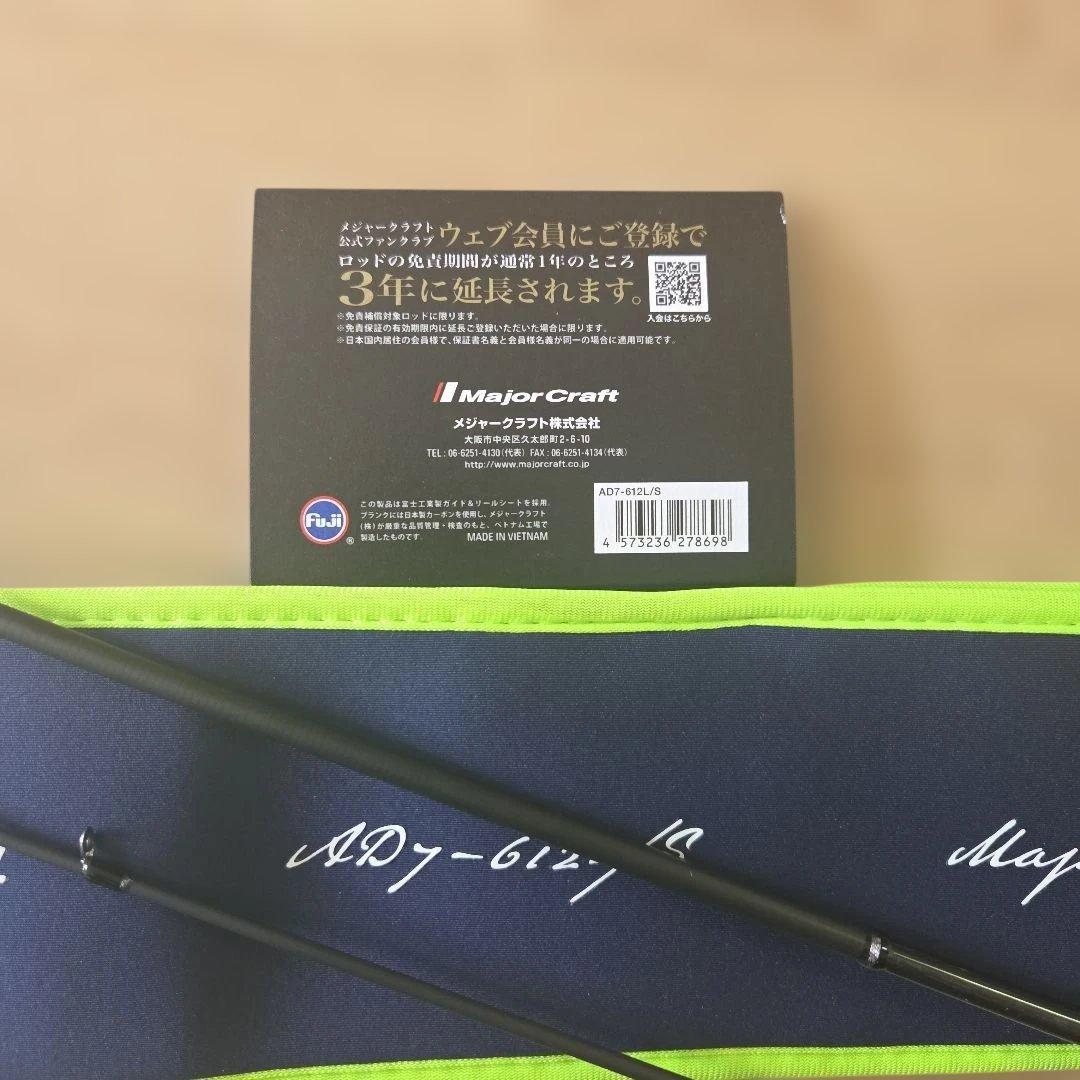 メジャークラフト
公式ファンクラブ ウェブ会員にご登録で
ロッドの免責期間が通常1年のところ
3年に延長されます。
入会はこちらから
※免責補償対象ロッドに限ります。
※免責保証の有効期限内に延長ご登録いただいた場合に限ります。
※日本国内居住の会員様で、保証書名義と会員様名義が同一の場合に適用可能です。
Major Craft
メジャークラフト株式会社
大阪市中央区久太郎町2-6-10
TEL : 06-6251-4130(代表) FAX : 06-6251-4134(代表)
http://www.majorcraft.co.jp
Fuji ®
この製品は富士工業製ガイド&リールシートを採用。
ブランクには日本製カーボンを使用し、メジャークラフト
(株)が厳重な品質管理・検査のもと、ベトナム工場で
製造したものです。 MADE IN VIETNAM
AD7-612L/S
4 573236 278698
AD7-612 /S
Maj